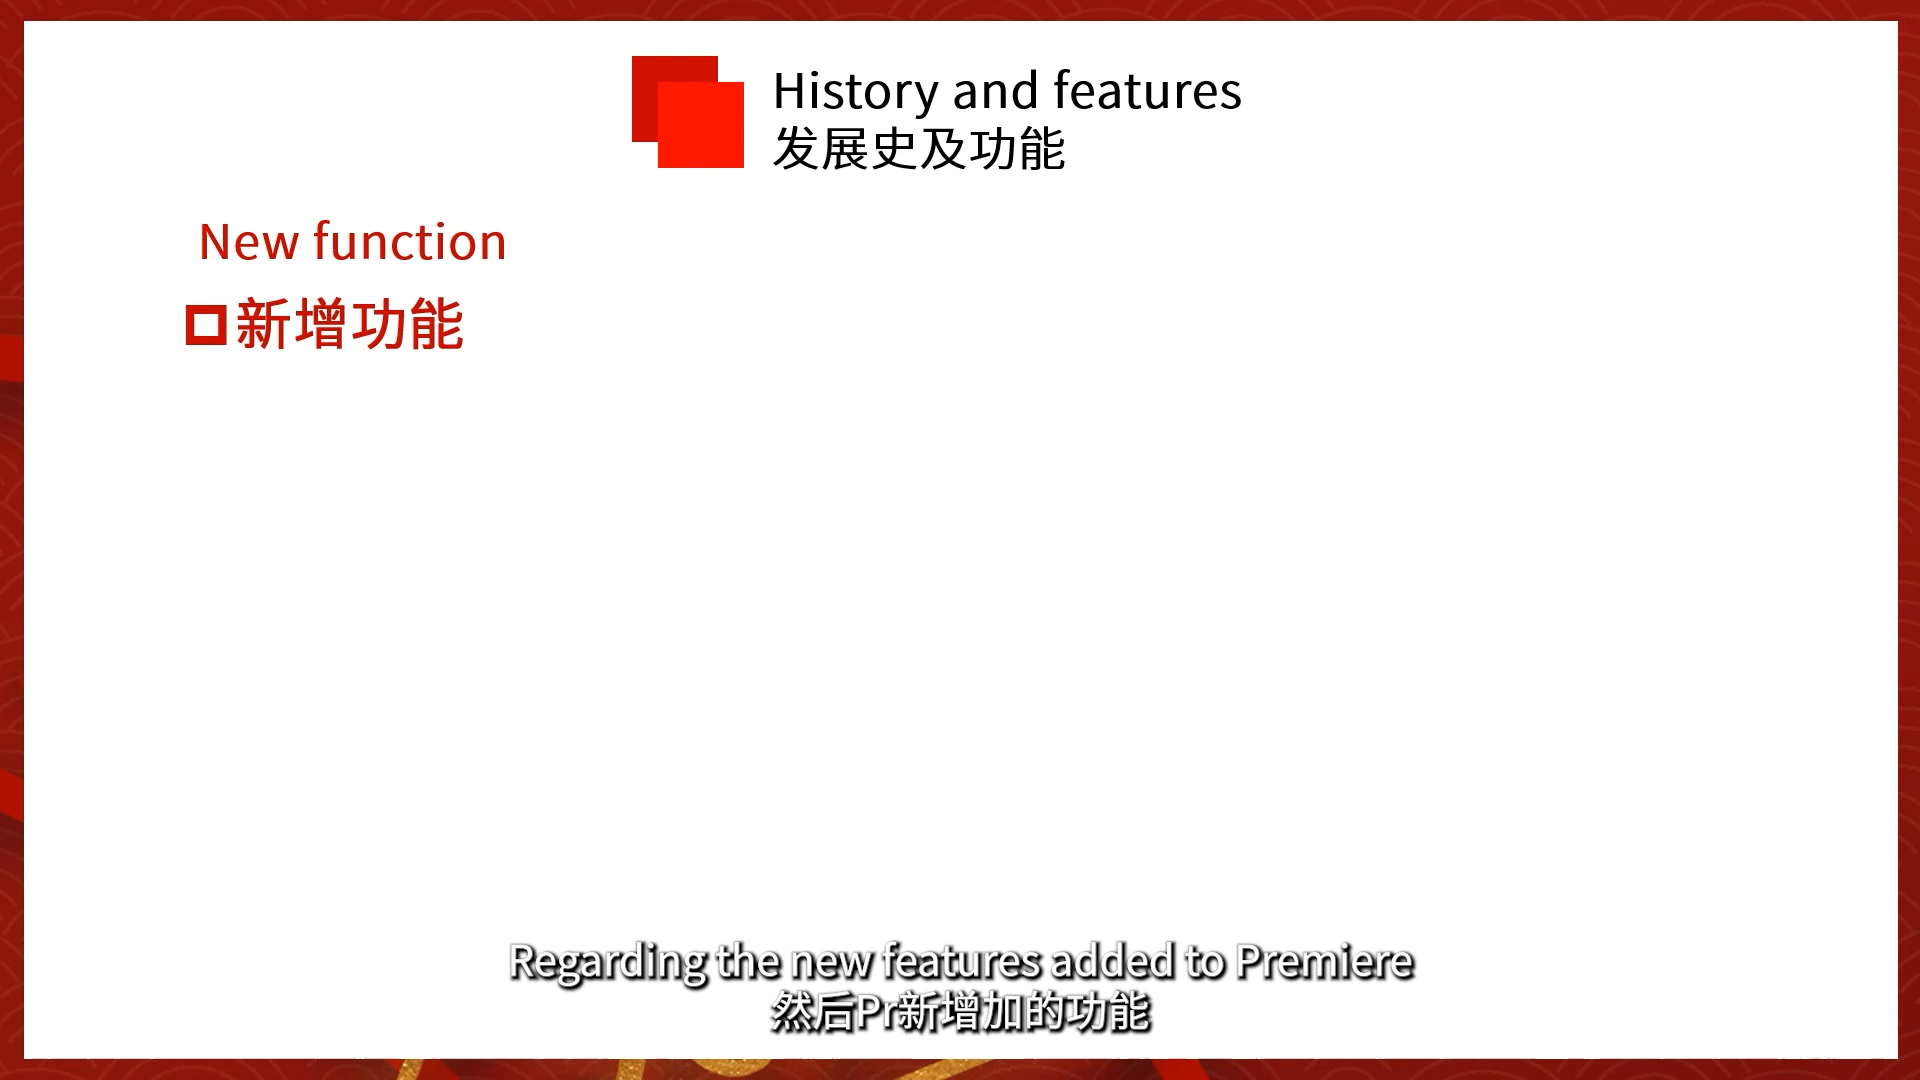 History and features
发展史及功能
New function
新增功能
Regarding the new features added to Premiere
然后Pr新增加的功能